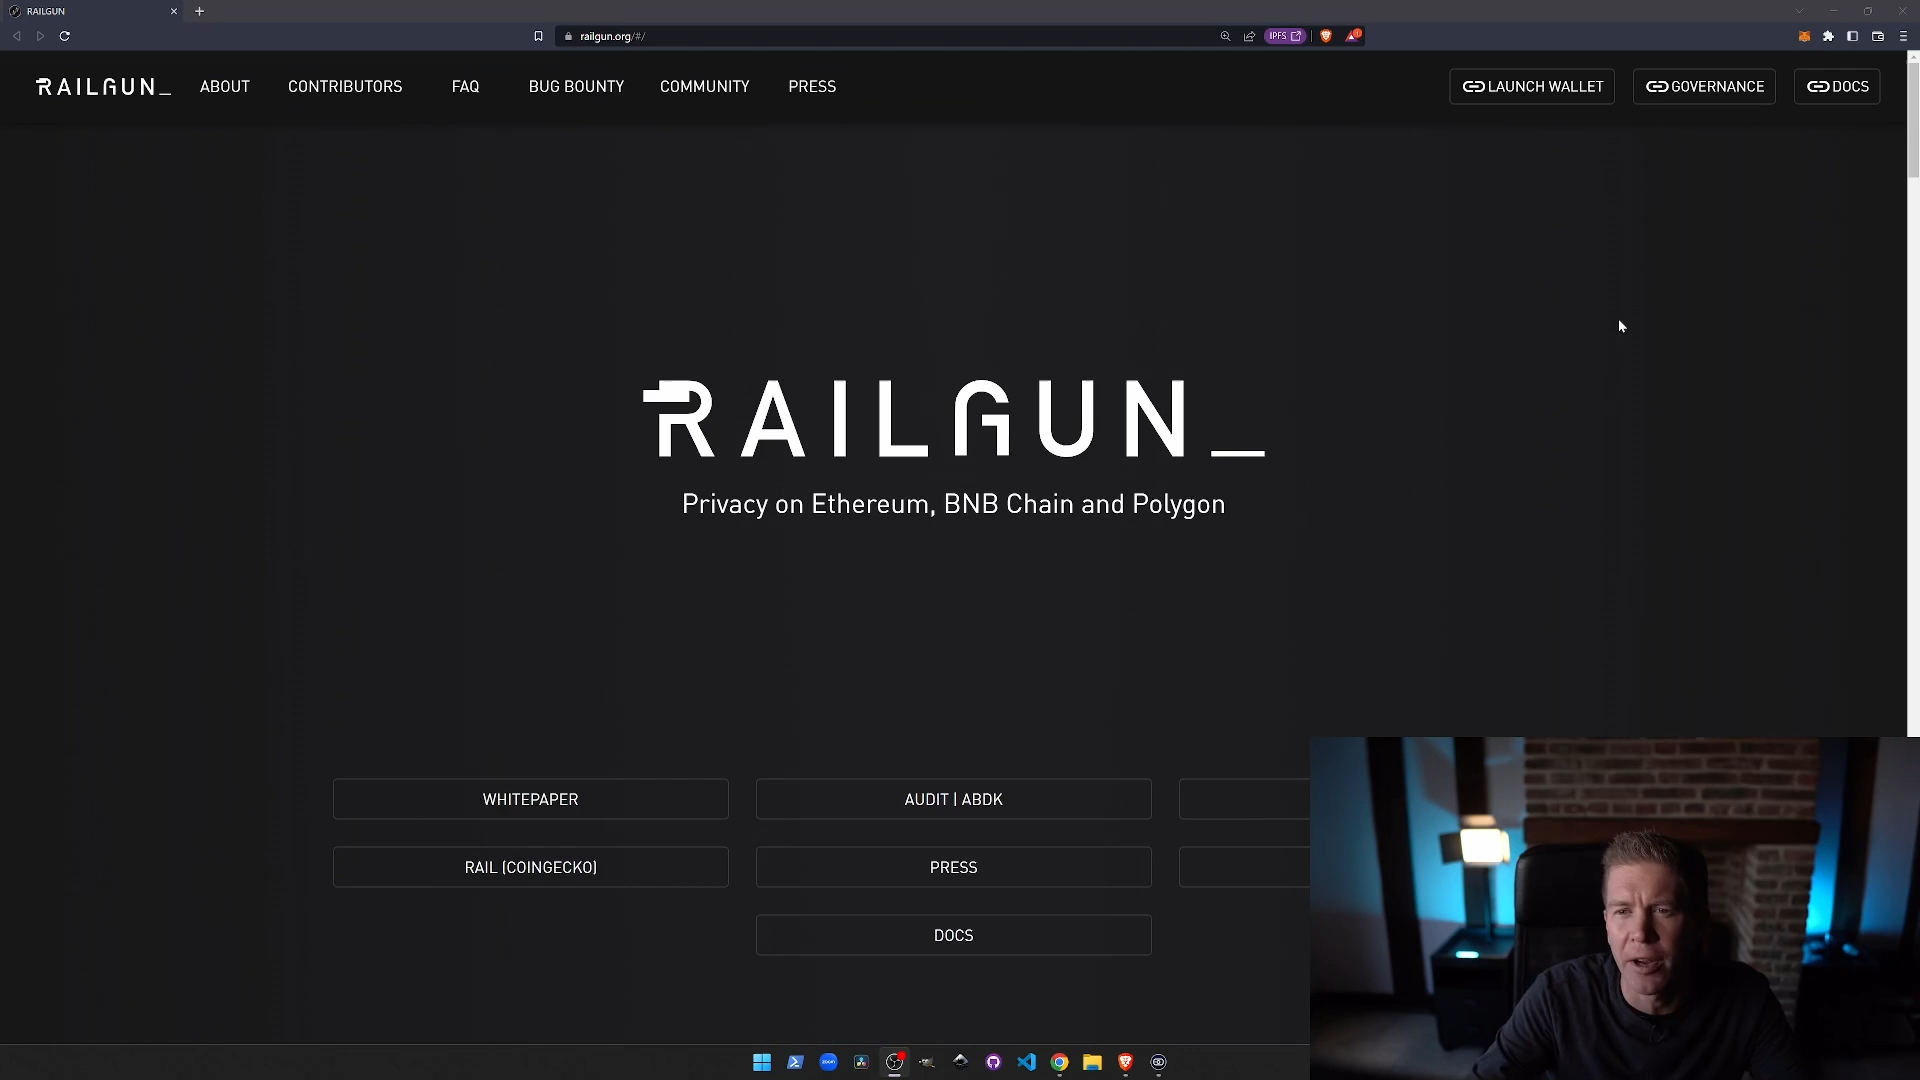 RAILGUN
railgun.org/#/
IPFS
RAILGUN_
ABOUT
CONTRIBUTORS
FAQ
BUG BOUNTY
COMMUNITY
PRESS
LAUNCH WALLET
GOVERNANCE
DOCS
RAILGUN_
Privacy on Ethereum, BNB Chain and Polygon
WHITEPAPER
AUDIT | ABDK
RAIL (COINGECKO)
PRESS
DOCS
zoom